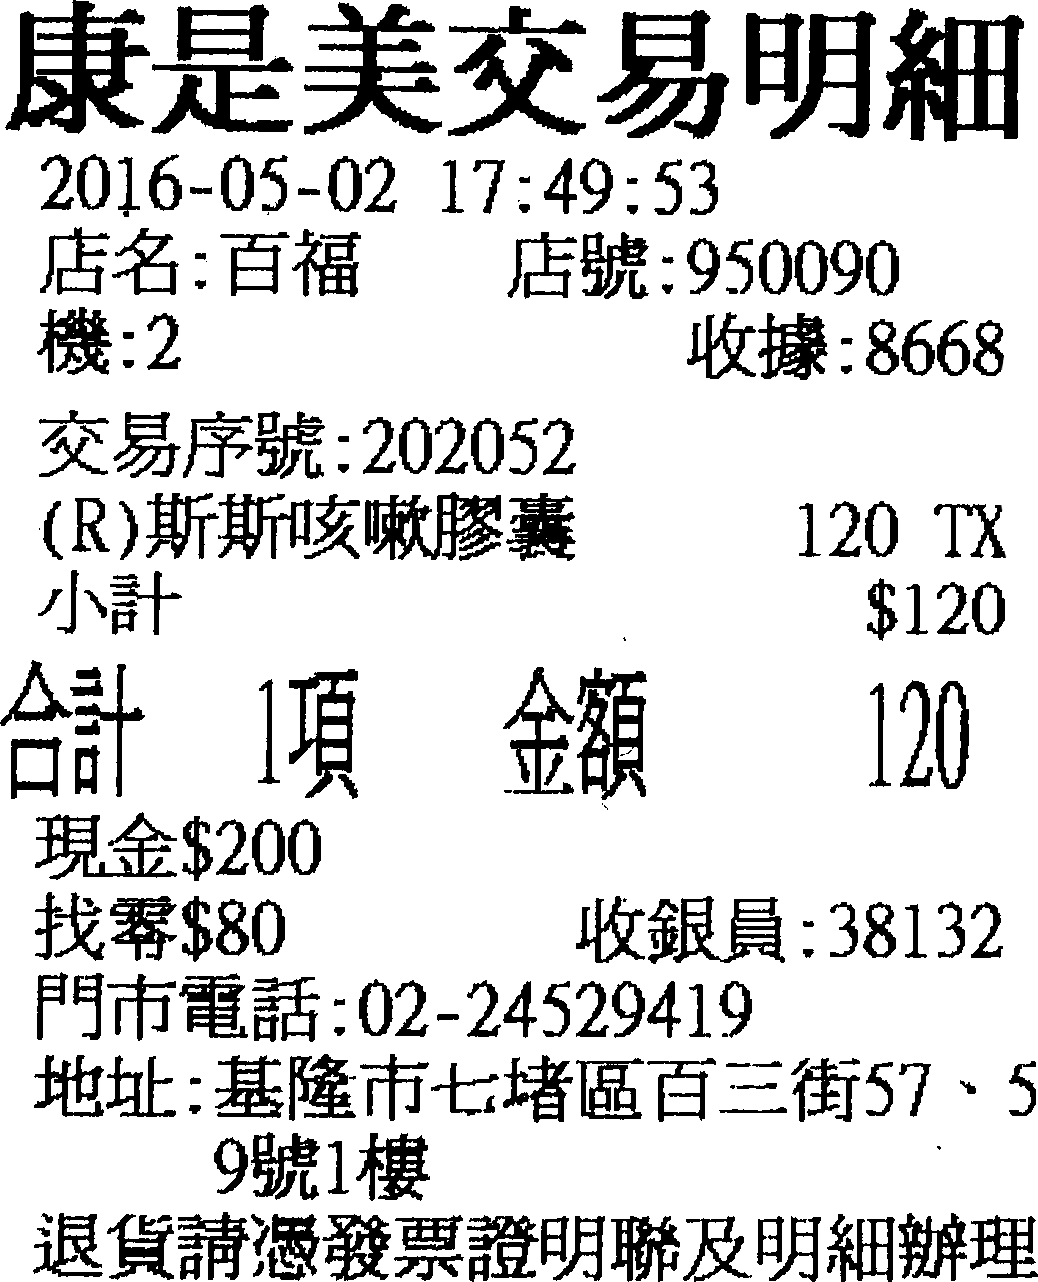 康是美交易明細
2016-05-02 17:49:53
店名:百福 店號:950090
機:2 收據:8668
交易序號:202052
(R)斯斯咳嗽膠囊 120 TX
小計 $120
合計 1項 金額 120
現金$200
找零$80 收銀員:38132
門市電話:02-24529419
地址:基隆市七堵區百三街57、5
9號1樓
退貨請憑發票證明聯及明細辦理